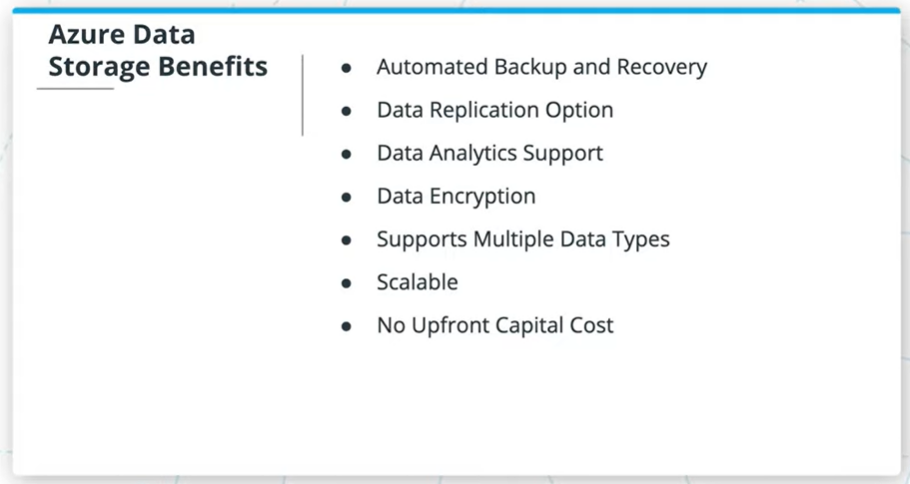 Azure Data
Storage Benefits
● Automated Backup and Recovery
● Data Replication Option
● Data Analytics Support
● Data Encryption
● Supports Multiple Data Types
● Scalable
● No Upfront Capital Cost